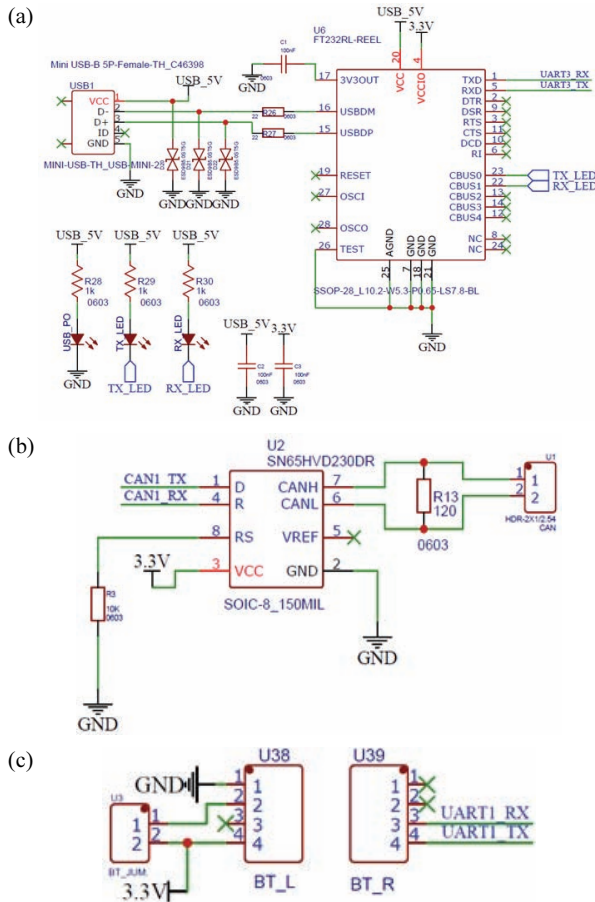 (a)
U6
FT232RL-REEL
USB_5V
3.3V
C1
100nF
0603
GND
Mini USB-B 5P-Female-TH_C46398
USB1
USB_5V
VCC 1
D- 2
D+ 3
ID 4
GND 5
MINI-USB-TH_USB-MINI-28
R26
22
0603
R27
22
0603
GND GND GND GND
17 3V3OUT
16 USBDM
15 USBDP
19 RESET
27 OSCI
28 OSCO
26 TEST
20 VCC
4 VCCIO
TXD 1 UART3_RX
RXD 5 UART3_TX
DTR 2
DSR 9
RTS 3
CTS 11
DCD 10
RI 6
CBUS0 23 TX_LED
CBUS1 22 RX_LED
CBUS2 13
CBUS3 14
CBUS4 12
NC 8
NC 24
AGND 25
GND 7
GND 18
GND 21
SSOP-28_L10.2-W5.3-P0.65-LS7.8-BL
GND
USB_5V USB_5V USB_5V
R28
1k
0603
R29
1k
0603
R30
1k
0603
USB_PO
TX_LED
RX_LED
GND
TX_LED
RX_LED
USB_5V 3.3V
C2
100nF
0603
C3
100nF
0603
GND GND
(b)
U2
SN65HVD230DR
CAN1_TX 1 D
CAN1_RX 4 R
8 RS
3.3V 3 VCC
CANH 7
CANL 6
VREF 5
GND 2
SOIC-8_150MIL
R13
120
0603
U1
1 1
2 2
HDR-2X1/2.54
CAN
R3
10K
0603
GND
GND
(c)
U38
U39
GND
U3
1 1
2 2
BT_JUM.
3.3V
1 1
2 2
3 3
4 4
BT_L
1 1
2 2
3 3 UART1_RX
4 4 UART1_TX
BT_R